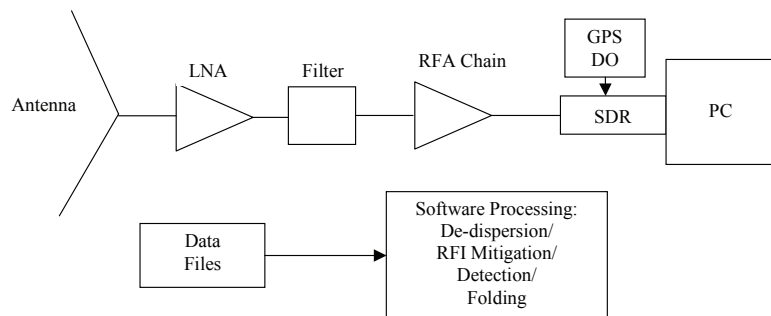 Antenna
LNA
Filter
RFA Chain
GPS
DO
SDR
PC
Data
Files
Software Processing:
De-dispersion/
RFI Mitigation/
Detection/
Folding